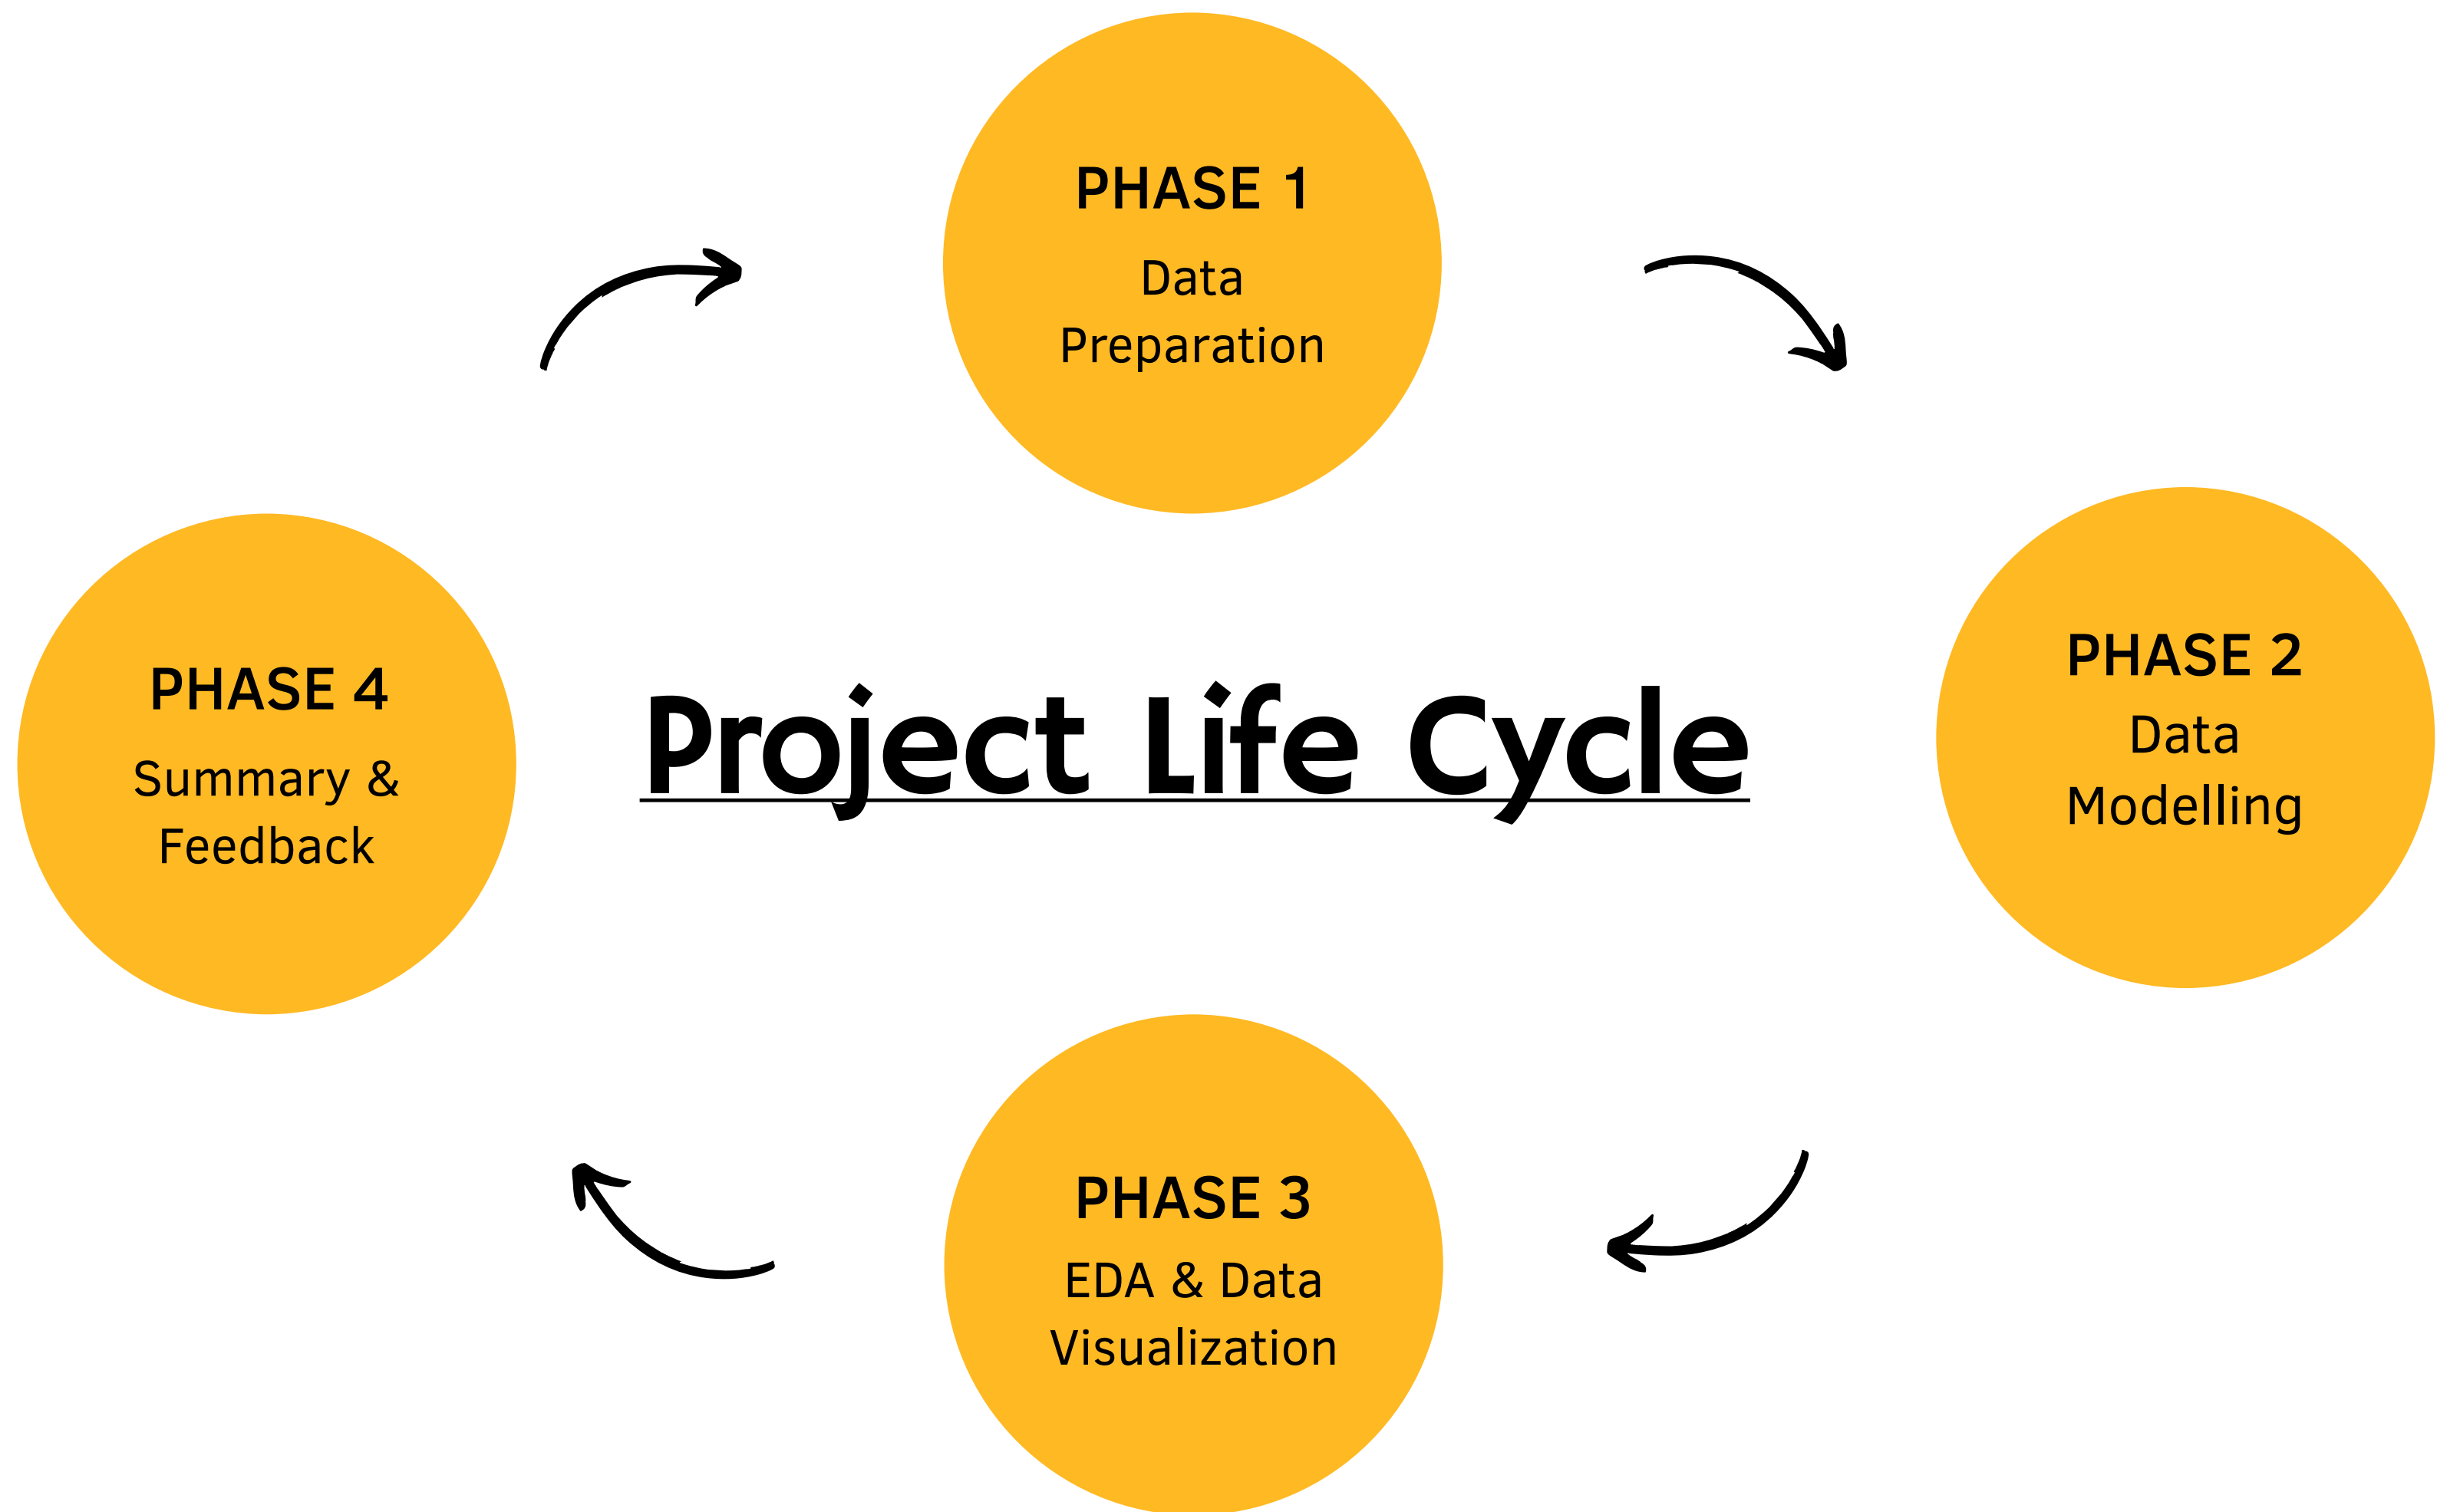 PHASE 1
Data
Preparation
PHASE 2
Data
Modelling
Project Life Cycle
PHASE 4
Summary &
Feedback
PHASE 3
EDA & Data
Visualization